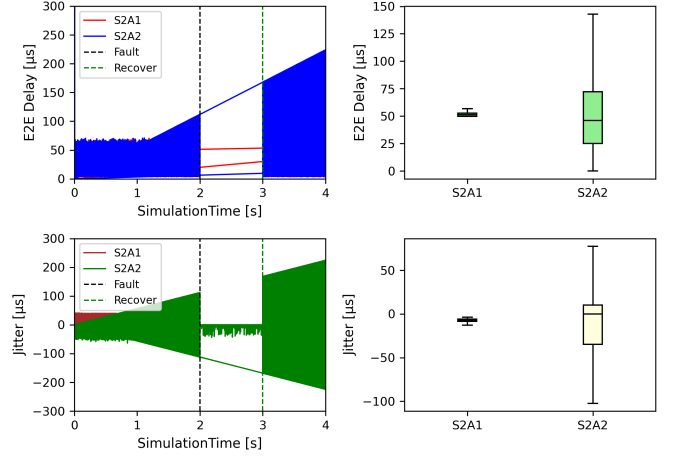 300
250
200
150
100
50
0
E2E Delay [µs]
S2A1
S2A2
Fault
Recover
0 1 2 3 4
SimulationTime [s]
150
125
100
75
50
25
0
E2E Delay [µs]
S2A1 S2A2
300
200
100
0
−100
−200
−300
Jitter [µs]
S2A1
S2A2
Fault
Recover
0 1 2 3 4
SimulationTime [s]
50
0
−50
−100
Jitter [µs]
S2A1 S2A2